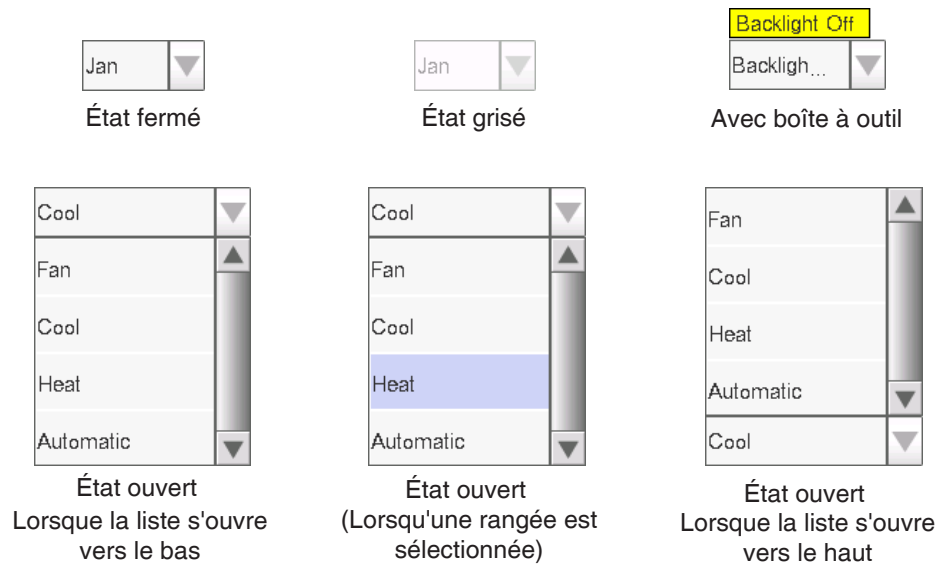 Backlight Off
Jan
Jan
Backligh...
État fermé
État grisé
Avec boîte à outil
Cool
Fan
Cool
Heat
Automatic
État ouvert
Lorsque la liste s'ouvre
vers le bas
Cool
Fan
Cool
Heat
Automatic
État ouvert
(Lorsqu'une rangée est
sélectionnée)
Fan
Cool
Heat
Automatic
Cool
État ouvert
Lorsque la liste s'ouvre
vers le haut